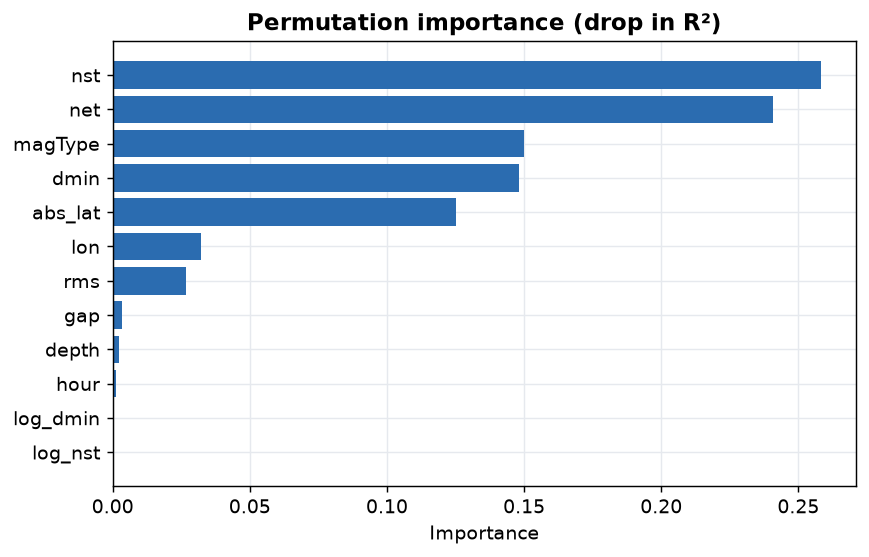 Permutation importance (drop in R²)
nst
net
magType
dmin
abs_lat
lon
rms
gap
depth
hour
log_dmin
log_nst
0.00 0.05 0.10 0.15 0.20 0.25
Importance